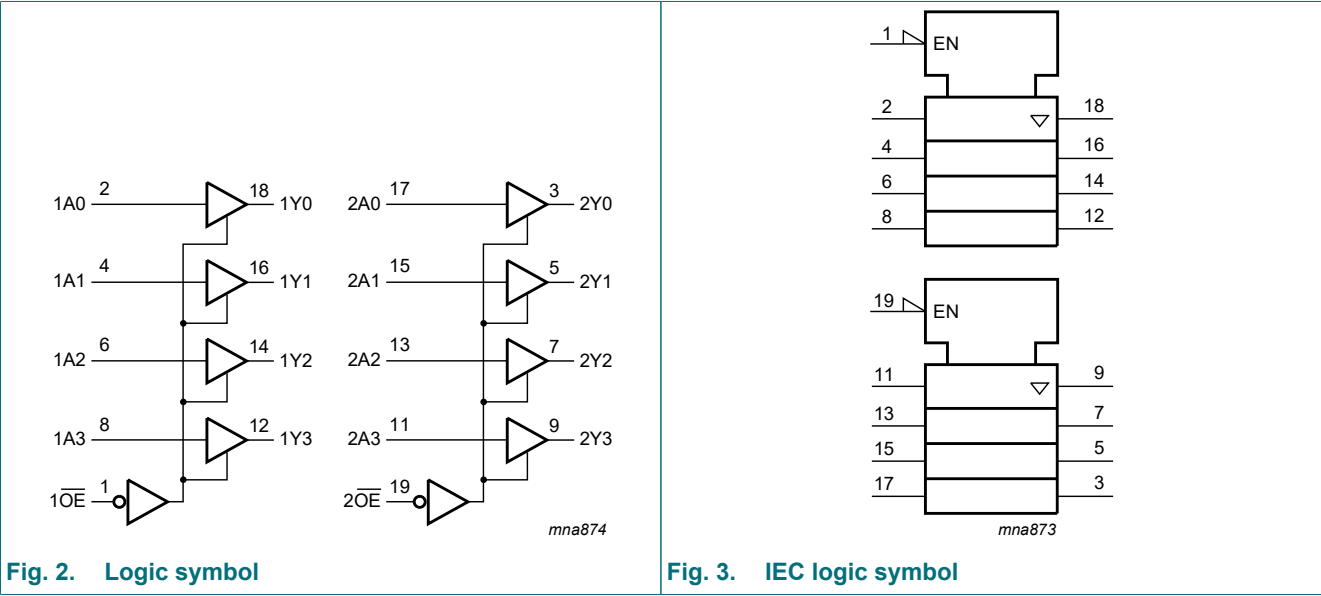 1A0 2 18 1Y0
1A1 4 16 1Y1
1A2 6 14 1Y2
1A3 8 12 1Y3
1O̅E̅ 1
2A0 17 3 2Y0
2A1 15 5 2Y1
2A2 13 7 2Y2
2A3 11 9 2Y3
2O̅E̅ 19
mna874
Fig. 2. Logic symbol
1 EN
2 18
4 16
6 14
8 12
19 EN
11 9
13 7
15 5
17 3
mna873
Fig. 3. IEC logic symbol